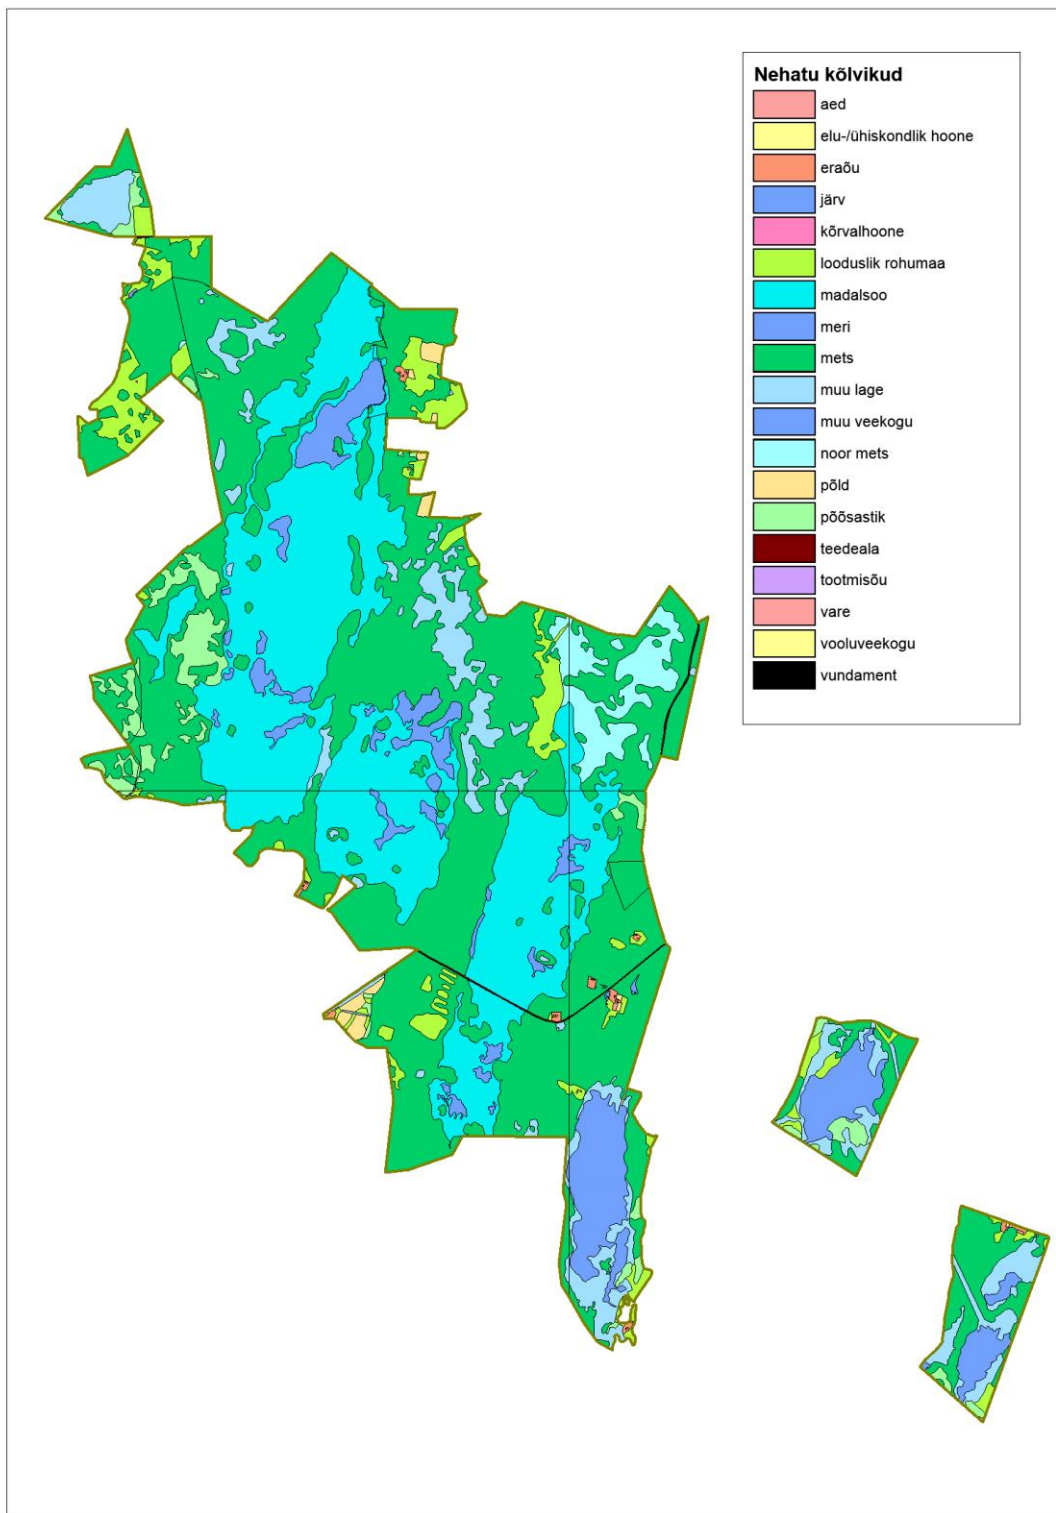 Nehatu kõlvikud
aed
elu-/ühiskondlik hoone
eraõu
järv
kõrvalhoone
looduslik rohumaa
madalsoo
meri
mets
muu lage
muu veekogu
noor mets
põld
põõsastik
teedeala
tootmisõu
vare
vooluveekogu
vundament